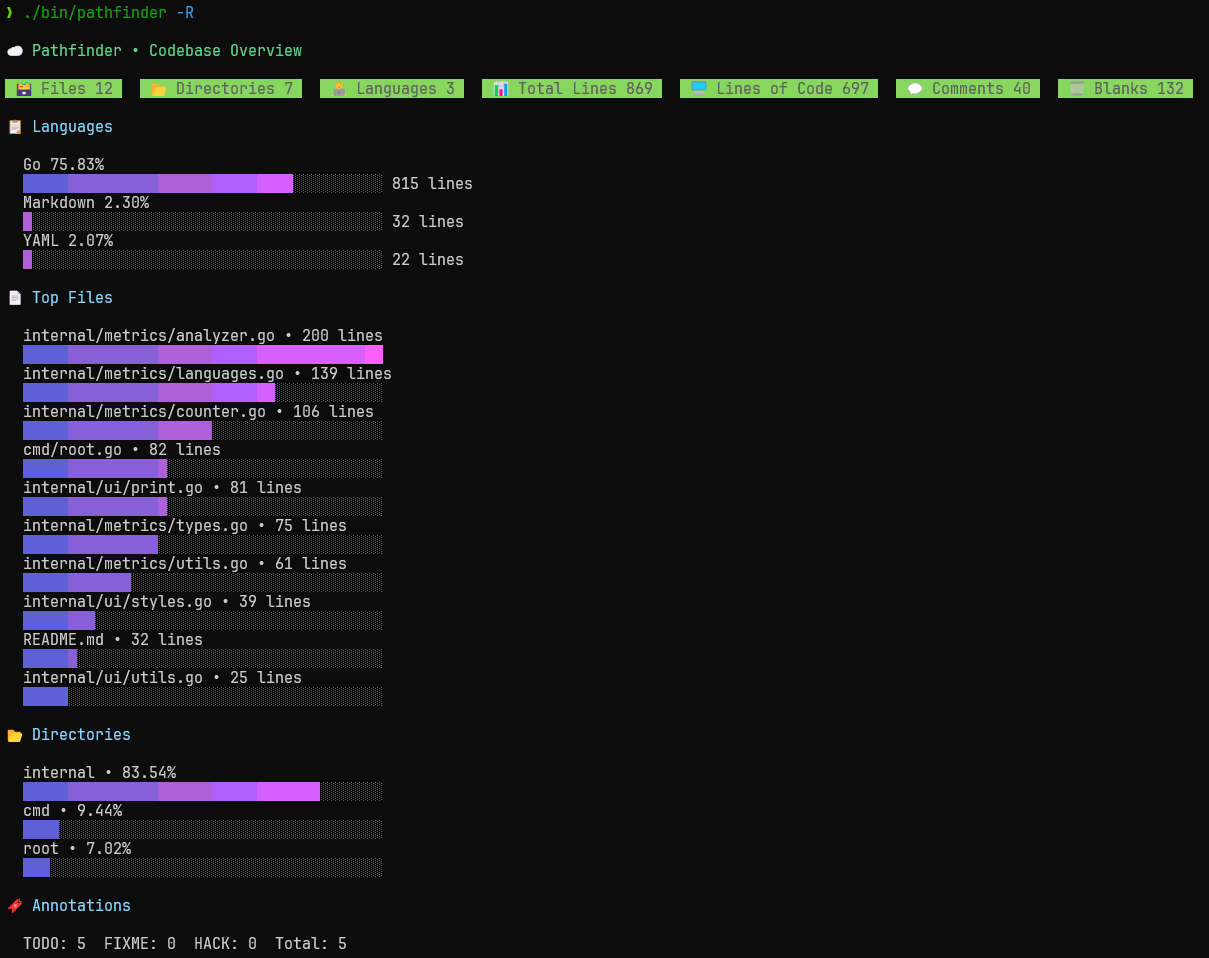 ❯ ./bin/pathfinder -R
☁️ Pathfinder • Codebase Overview
Files 12 Directories 7 Languages 3 Total Lines 869 Lines of Code 697 Comments 40 Blanks 132
Languages
Go 75.83%
815 lines
Markdown 2.30%
32 lines
YAML 2.07%
22 lines
Top Files
internal/metrics/analyzer.go • 200 lines
internal/metrics/languages.go • 139 lines
internal/metrics/counter.go • 106 lines
cmd/root.go • 82 lines
internal/ui/print.go • 81 lines
internal/metrics/types.go • 75 lines
internal/metrics/utils.go • 61 lines
internal/ui/styles.go • 39 lines
README.md • 32 lines
internal/ui/utils.go • 25 lines
Directories
internal • 83.54%
cmd • 9.44%
root • 7.02%
Annotations
TODO: 5 FIXME: 0 HACK: 0 Total: 5